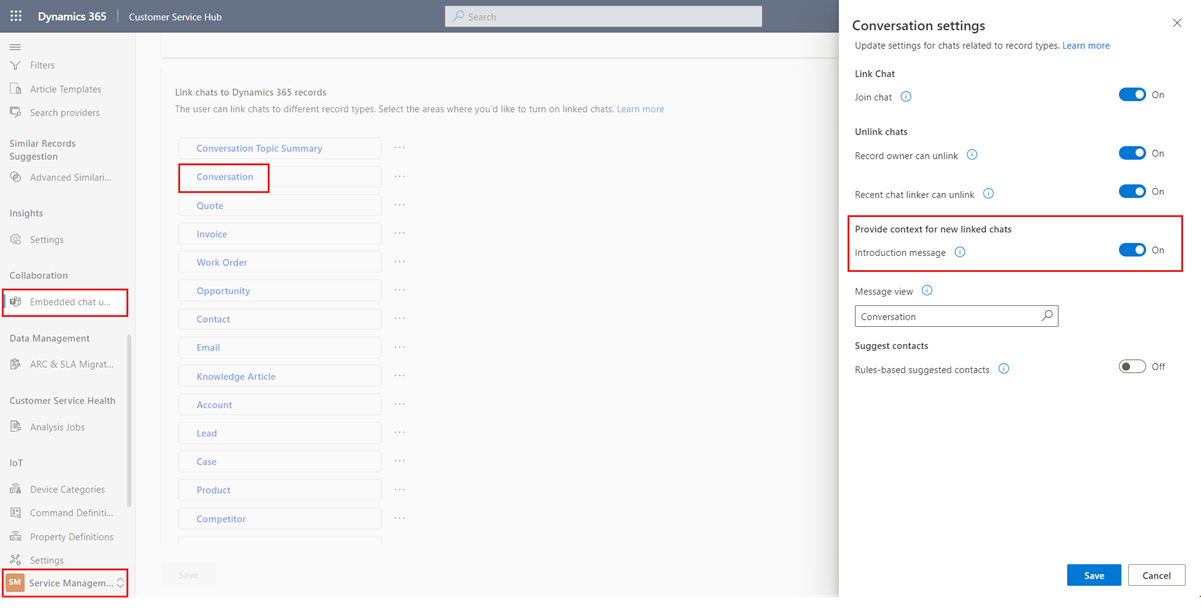 Dynamics 365
Customer Service Hub
Search
Filters
Article Templates
Search providers
Similar Records
Suggestion
Advanced Similari...
Insights
Settings
Collaboration
Embedded chat u...
Data Management
ARC & SLA Migrat...
Customer Service Health
Analysis Jobs
IoT
Device Categories
Command Definiti...
Property Definitions
Settings
SM
Service Managem...
Link chats to Dynamics 365 records
The user can link chats to different record types. Select the areas where you'd like to turn on linked chats. Learn more
Conversation Topic Summary
Conversation
Quote
Invoice
Work Order
Opportunity
Contact
Email
Knowledge Article
Account
Lead
Case
Product
Competitor
Save
Conversation settings
Update settings for chats related to record types. Learn more
Link Chat
Join chat
On
Unlink chats
Record owner can unlink
On
Recent chat linker can unlink
On
Provide context for new linked chats
Introduction message
On
Message view
Conversation
Suggest contacts
Rules-based suggested contacts
Off
Save
Cancel